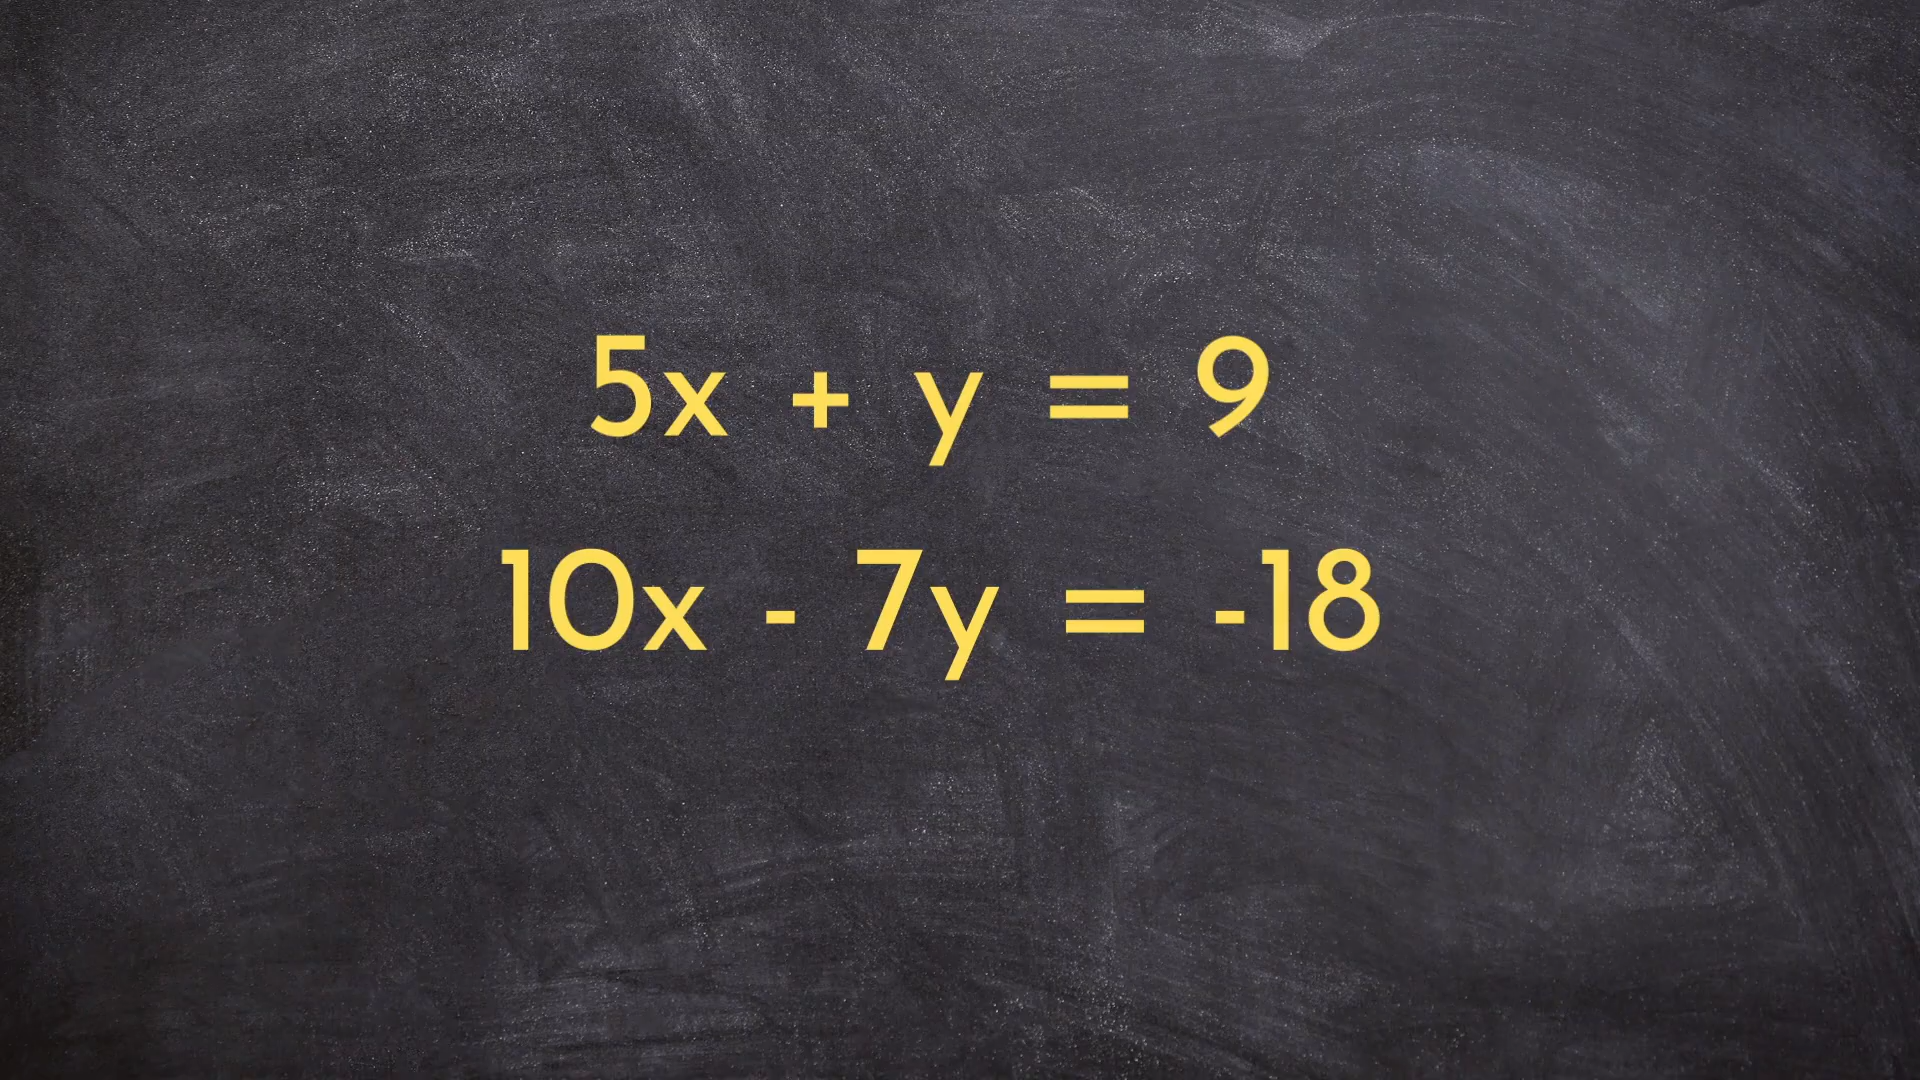 5x + y = 9
10x - 7y = -18